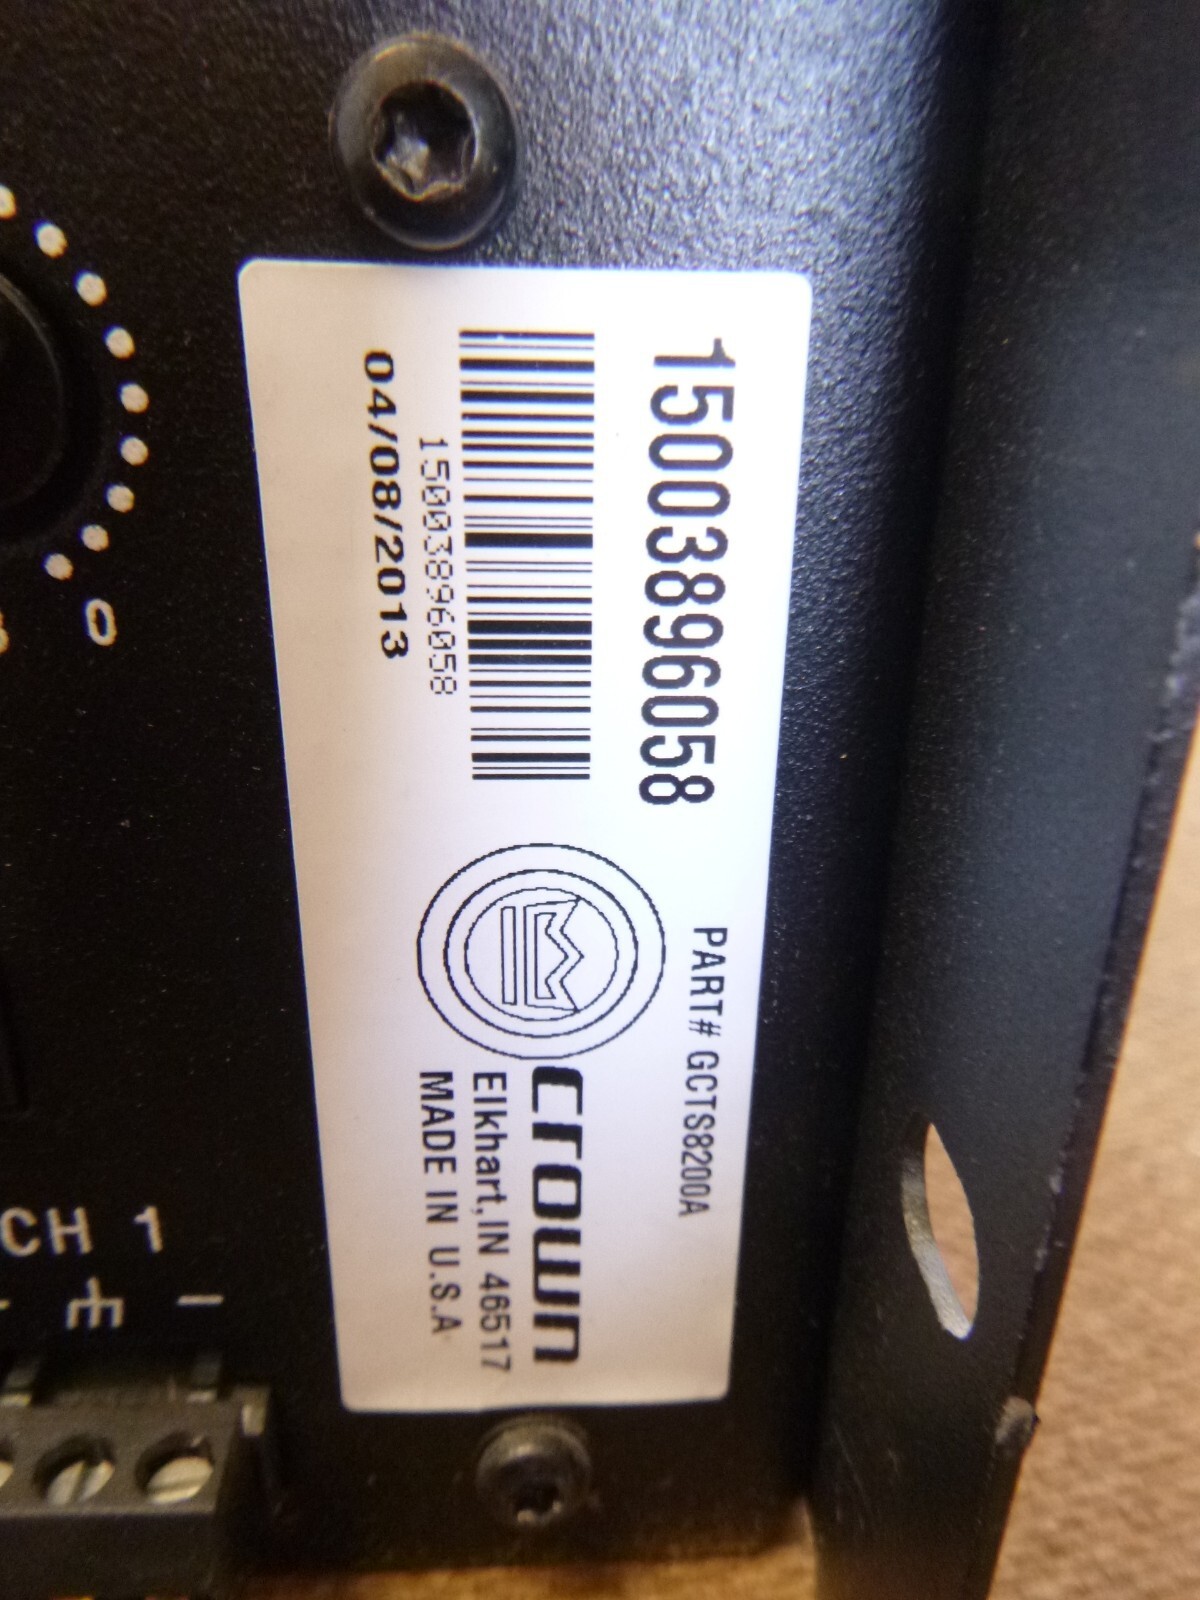 15003896058
15003896058
04/08/2013
PART# GCTS8200A
crown
Elkhart, IN 46517
MADE IN U.S.A
0
CH 1